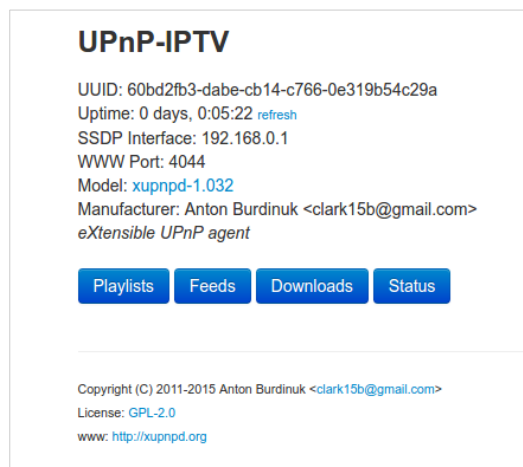 UPnP-IPTV
UUID: 60bd2fb3-dabe-cb14-c766-0e319b54c29a
Uptime: 0 days, 0:05:22 refresh
SSDP Interface: 192.168.0.1
WWW Port: 4044
Model: xupnpd-1.032
Manufacturer: Anton Burdinuk <clark15b@gmail.com>
eXtensible UPnP agent
Playlists Feeds Downloads Status
Copyright (C) 2011-2015 Anton Burdinuk <clark15b@gmail.com>
License: GPL-2.0
www: http://xupnpd.org